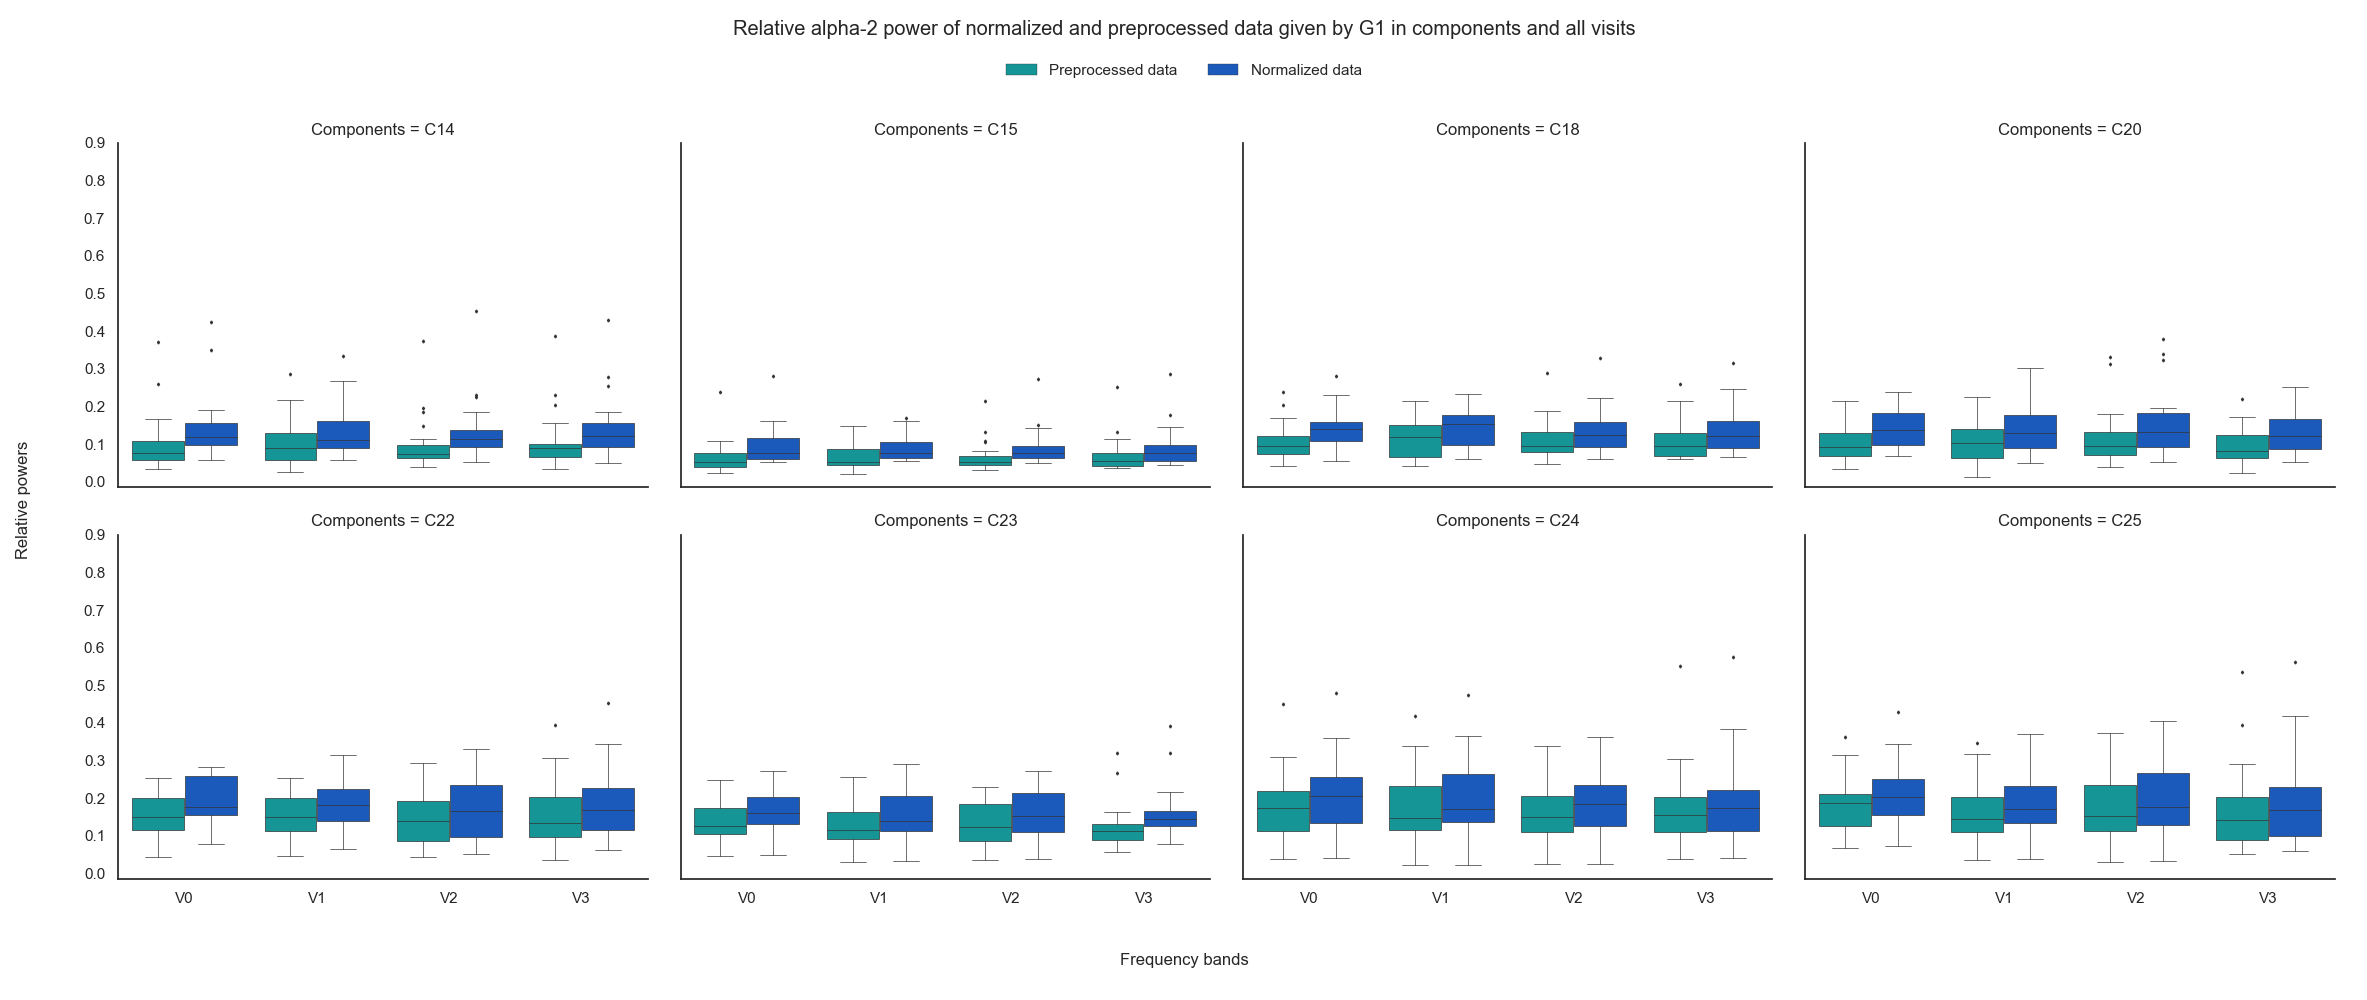 Relative alpha-2 power of normalized and preprocessed data given by G1 in components and all visits
Preprocessed data Normalized data
Components = C14 Components = C15 Components = C18 Components = C20
0.9
0.8
0.7
0.6
0.5
0.4
0.3
0.2
0.1
0.0
Relative powers
Components = C22 Components = C23 Components = C24 Components = C25
0.9
0.8
0.7
0.6
0.5
0.4
0.3
0.2
0.1
0.0
V0 V1 V2 V3 V0 V1 V2 V3 V0 V1 V2 V3 V0 V1 V2 V3
Frequency bands